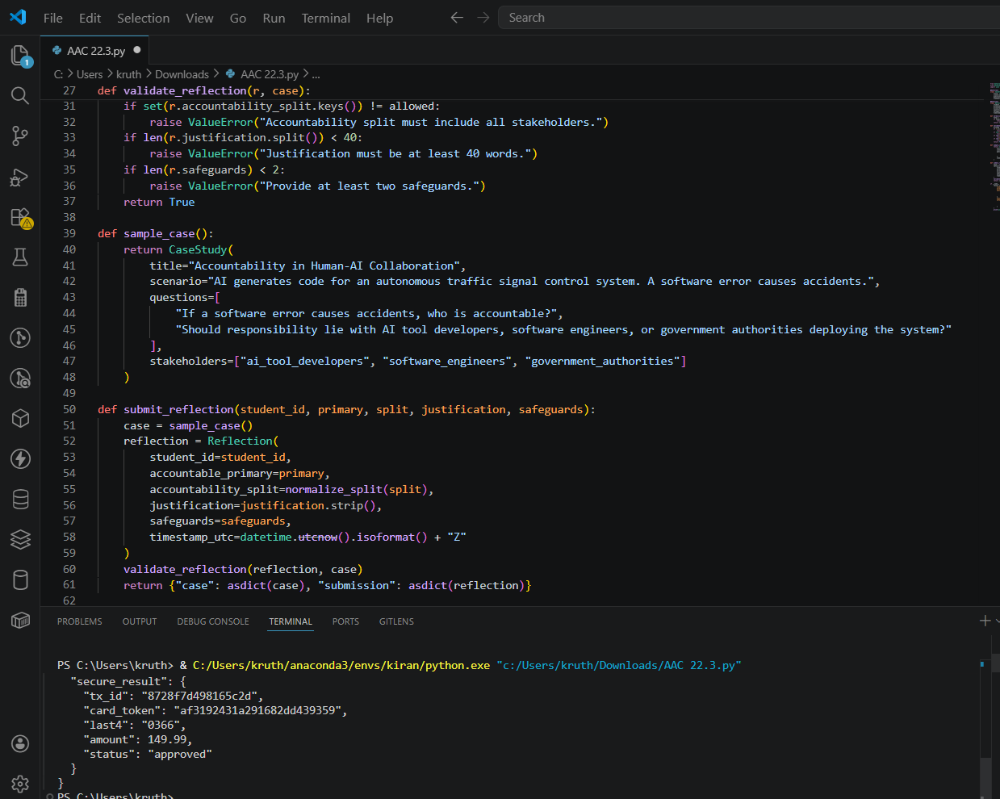 File Edit Selection View Go Run Terminal Help Search
AAC 22.3.py
1
C: > Users > kruth > Downloads > AAC 22.3.py > ...
27 def validate_reflection(r, case):
31 if set(r.accountability_split.keys()) != allowed:
32 raise ValueError("Accountability split must include all stakeholders.")
33 if len(r.justification.split()) < 40:
34 raise ValueError("Justification must be at least 40 words.")
35 if len(r.safeguards) < 2:
36 raise ValueError("Provide at least two safeguards.")
37 return True
38
39 def sample_case():
40 return CaseStudy(
41 title="Accountability in Human-AI Collaboration",
42 scenario="AI generates code for an autonomous traffic signal control system. A software error causes accidents.",
43 questions=[
44 "If a software error causes accidents, who is accountable?",
45 "Should responsibility lie with AI tool developers, software engineers, or government authorities deploying the system?"
46 ],
47 stakeholders=["ai_tool_developers", "software_engineers", "government_authorities"]
48 )
49
50 def submit_reflection(student_id, primary, split, justification, safeguards):
51 case = sample_case()
52 reflection = Reflection(
53 student_id=student_id,
54 accountable_primary=primary,
55 accountability_split=normalize_split(split),
56 justification=justification.strip(),
57 safeguards=safeguards,
58 timestamp_utc=datetime.utcnow().isoformat() + "Z"
59 )
60 validate_reflection(reflection, case)
61 return {"case": asdict(case), "submission": asdict(reflection)}
62
PROBLEMS OUTPUT DEBUG CONSOLE TERMINAL PORTS GITLENS
PS C:\Users\kruth> & C:/Users/kruth/anaconda3/envs/kiran/python.exe "c:/Users/kruth/Downloads/AAC 22.3.py"
"secure_result": {
"tx_id": "8728f7d498165c2d",
"card_token": "af3192431a291682dd439359",
"last4": "0366",
"amount": 149.99,
"status": "approved"
}
}
PS C:\Users\kruth>